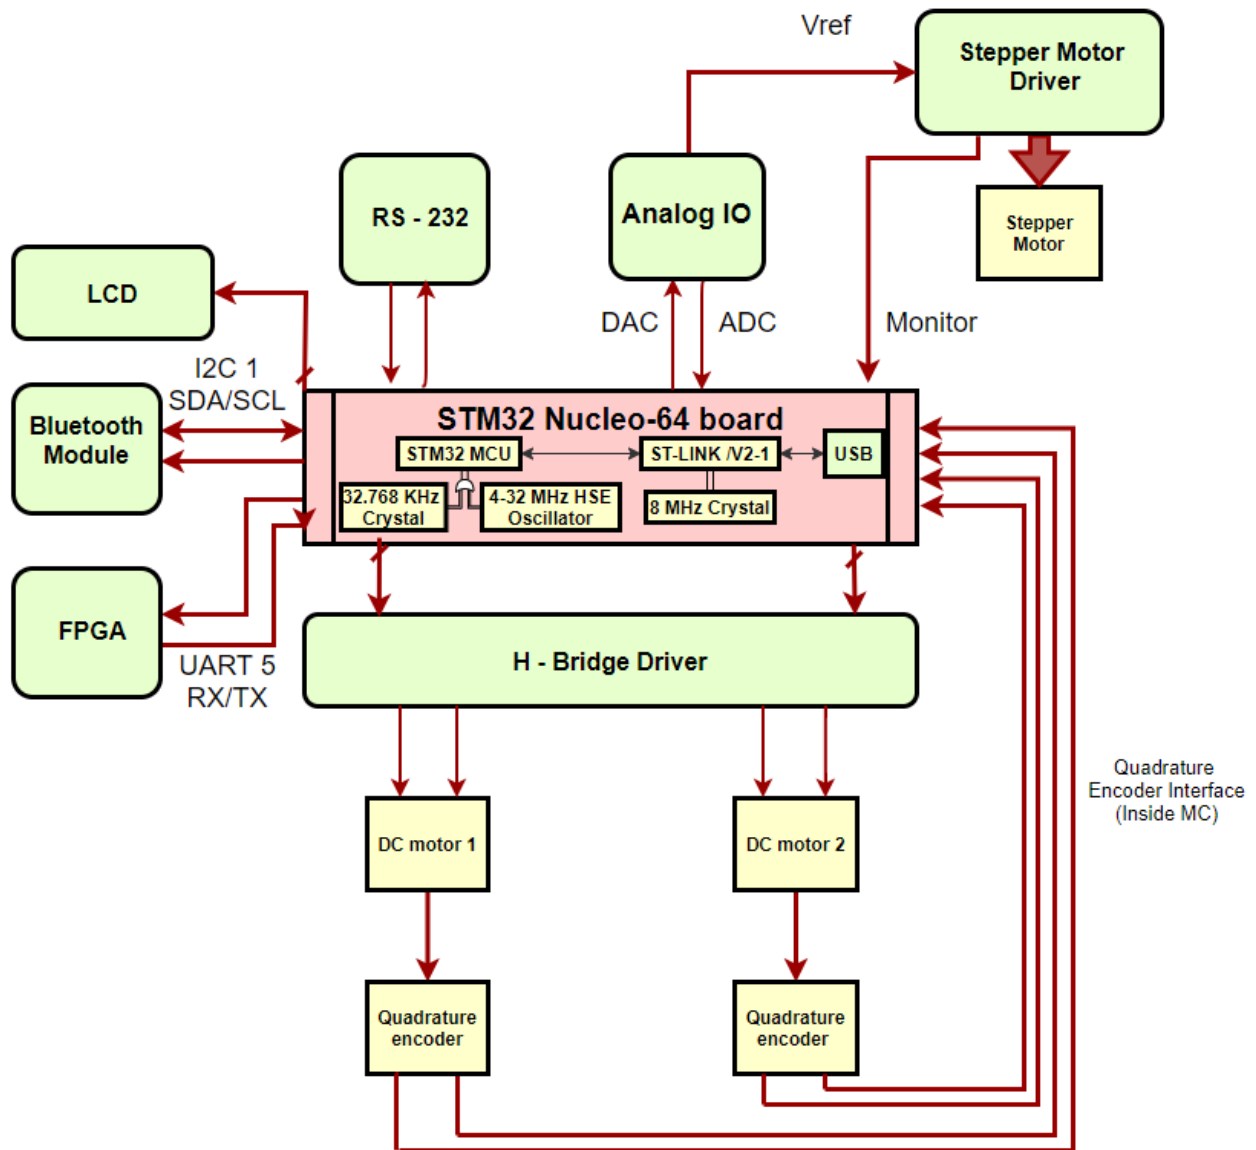 Vref
Stepper Motor
Driver
RS - 232
Analog IO
Stepper
Motor
LCD
DAC
ADC
Monitor
I2C 1
SDA/SCL
Bluetooth
Module
STM32 Nucleo-64 board
STM32 MCU
ST-LINK /V2-1
USB
32.768 KHz
Crystal
4-32 MHz HSE
Oscillator
8 MHz Crystal
FPGA
UART 5
RX/TX
H - Bridge Driver
Quadrature
Encoder Interface
(Inside MC)
DC motor 1
DC motor 2
Quadrature
encoder
Quadrature
encoder